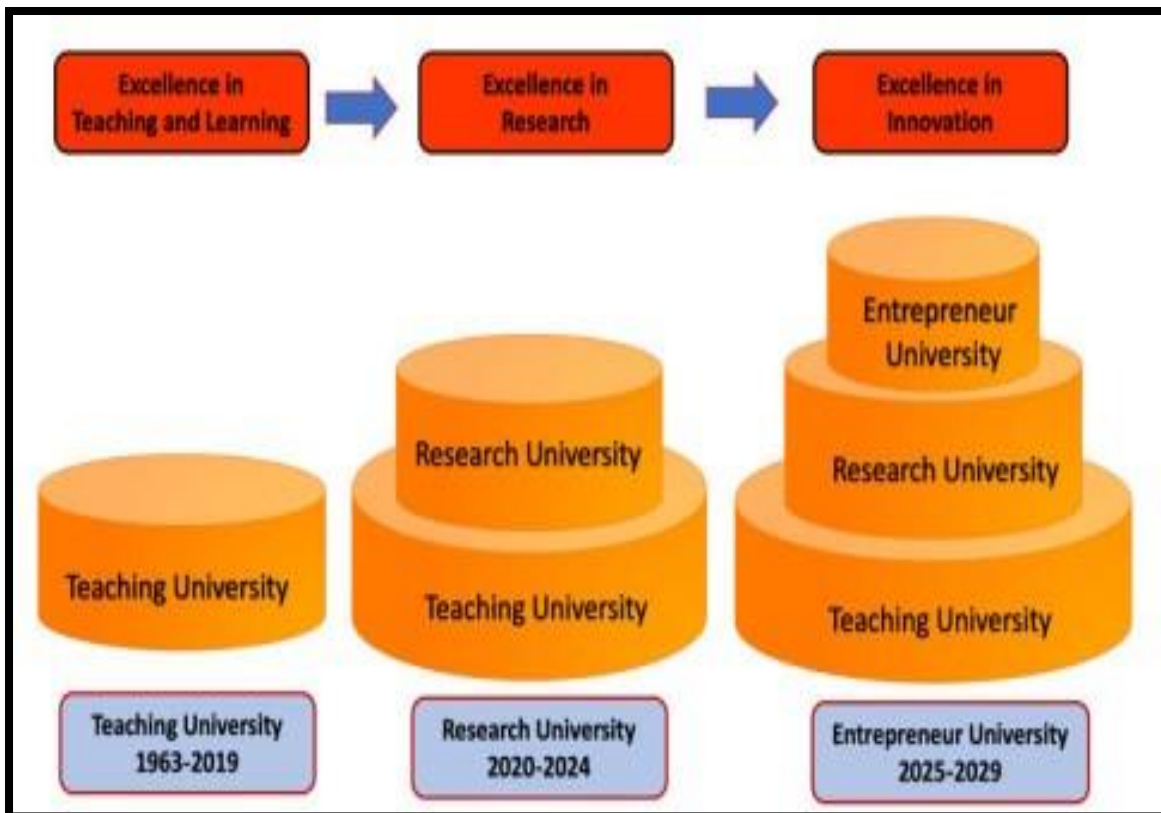 Excellence in
Teaching and Learning
Excellence in
Research
Excellence in
Innovation
Teaching University
Research University
Teaching University
Entrepreneur
University
Research University
Teaching University
Teaching University
1963-2019
Research University
2020-2024
Entrepreneur University
2025-2029